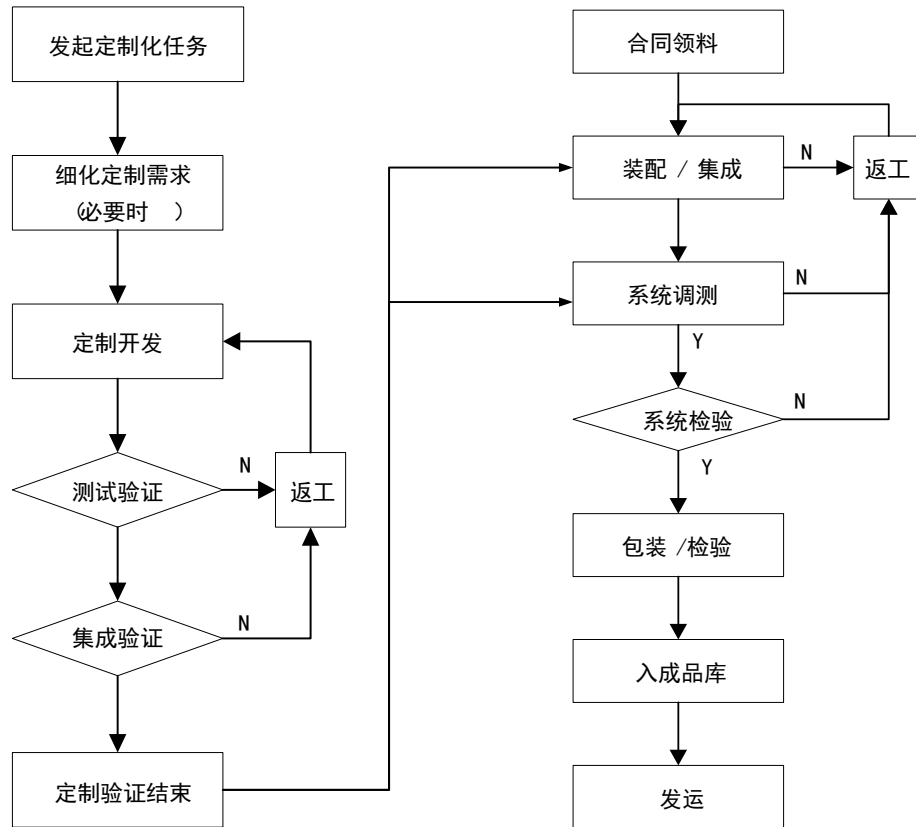 发起定制化任务
细化定制需求
(必要时 )
定制开发
测试验证
N
返工
集成验证
N
定制验证结束
合同领料
装配 / 集成
N
返工
系统调测
N
Y
系统检验
N
Y
包装 /检验
入成品库
发运